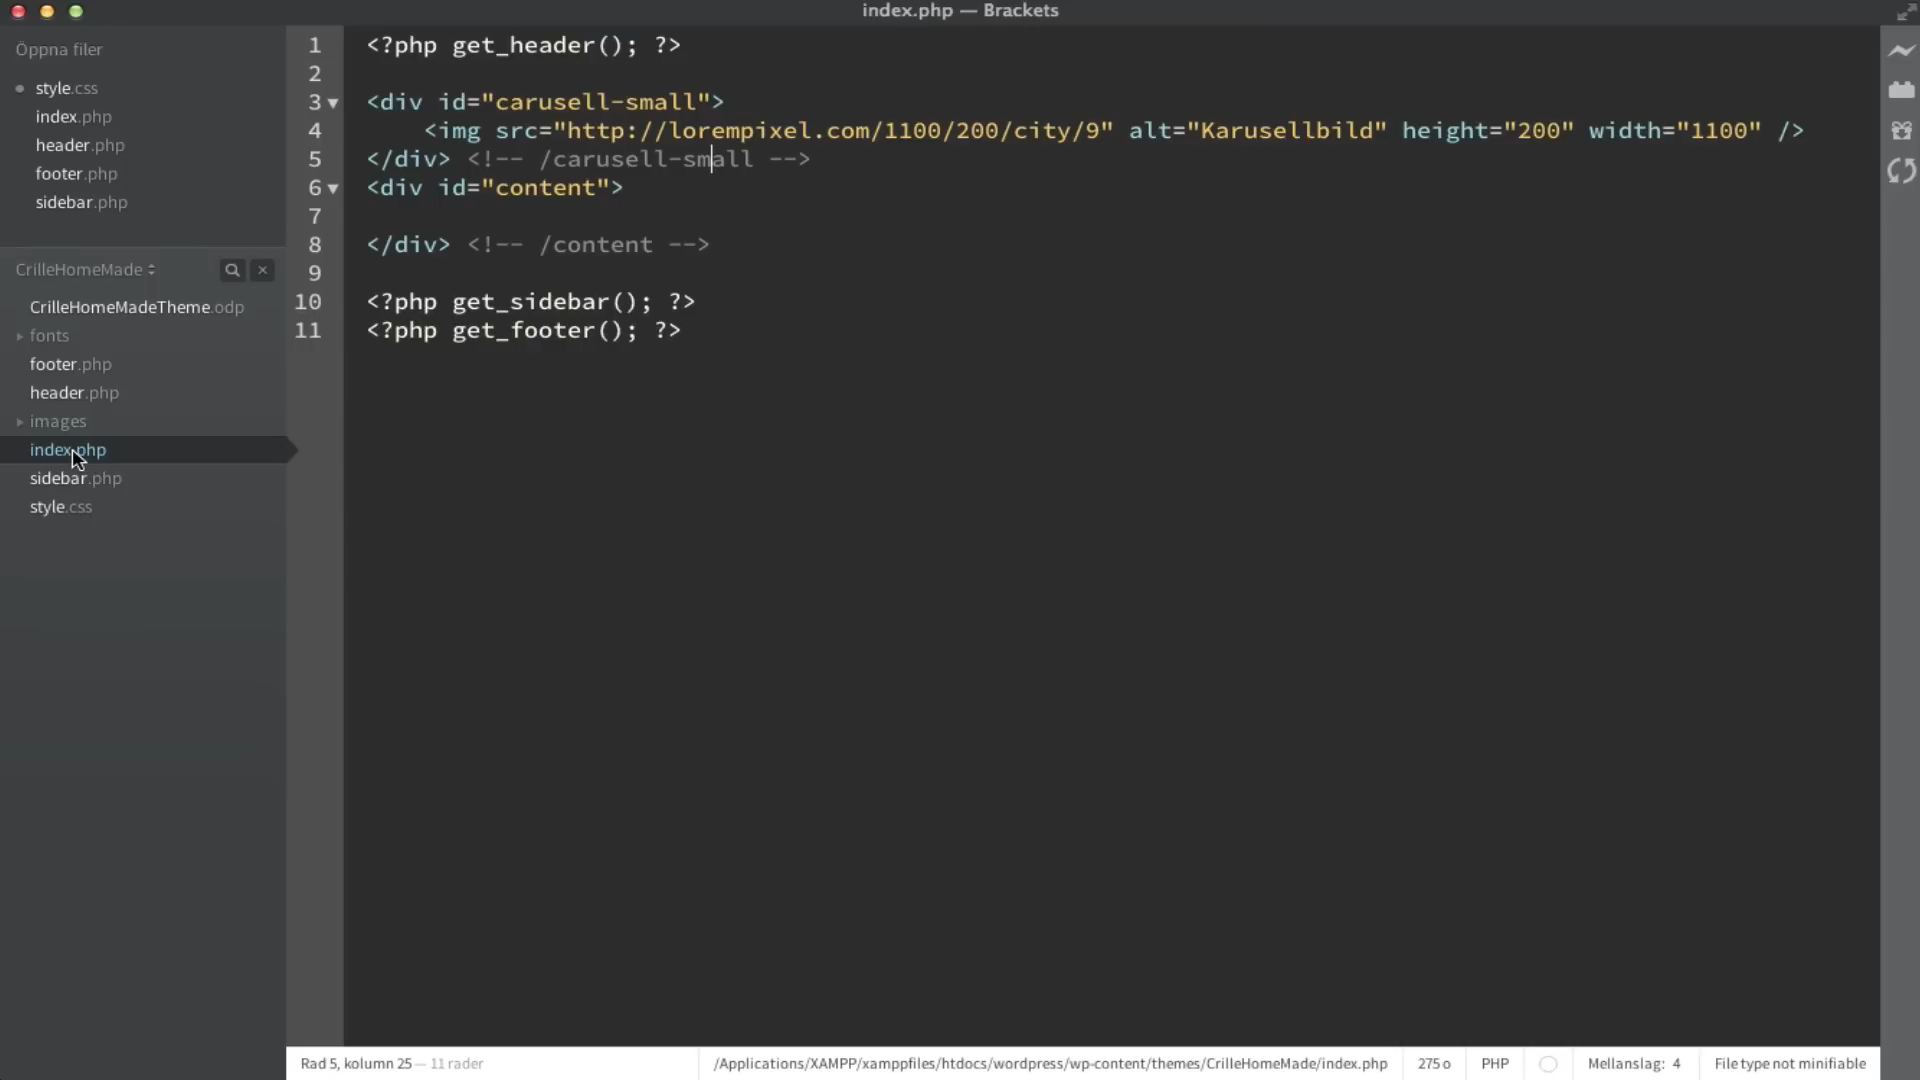 index.php — Brackets
Öppna filer
style.css
index.php
header.php
footer.php
sidebar.php
CrilleHomeMade
CrilleHomeMadeTheme.odp
fonts
footer.php
header.php
images
index.php
sidebar.php
style.css
1 <?php get_header(); ?>
2
3 <div id="carusell-small">
4 <img src="http://lorempixel.com/1100/200/city/9" alt="Karusellbild" height="200" width="1100" />
5 </div> <!-- /carusell-small -->
6 <div id="content">
7
8 </div> <!-- /content -->
9
10 <?php get_sidebar(); ?>
11 <?php get_footer(); ?>
Rad 5, kolumn 25 — 11 rader
/Applications/XAMPP/xamppfiles/htdocs/wordpress/wp-content/themes/CrilleHomeMade/index.php
275 o
PHP
Mellanslag: 4
File type not minifiable